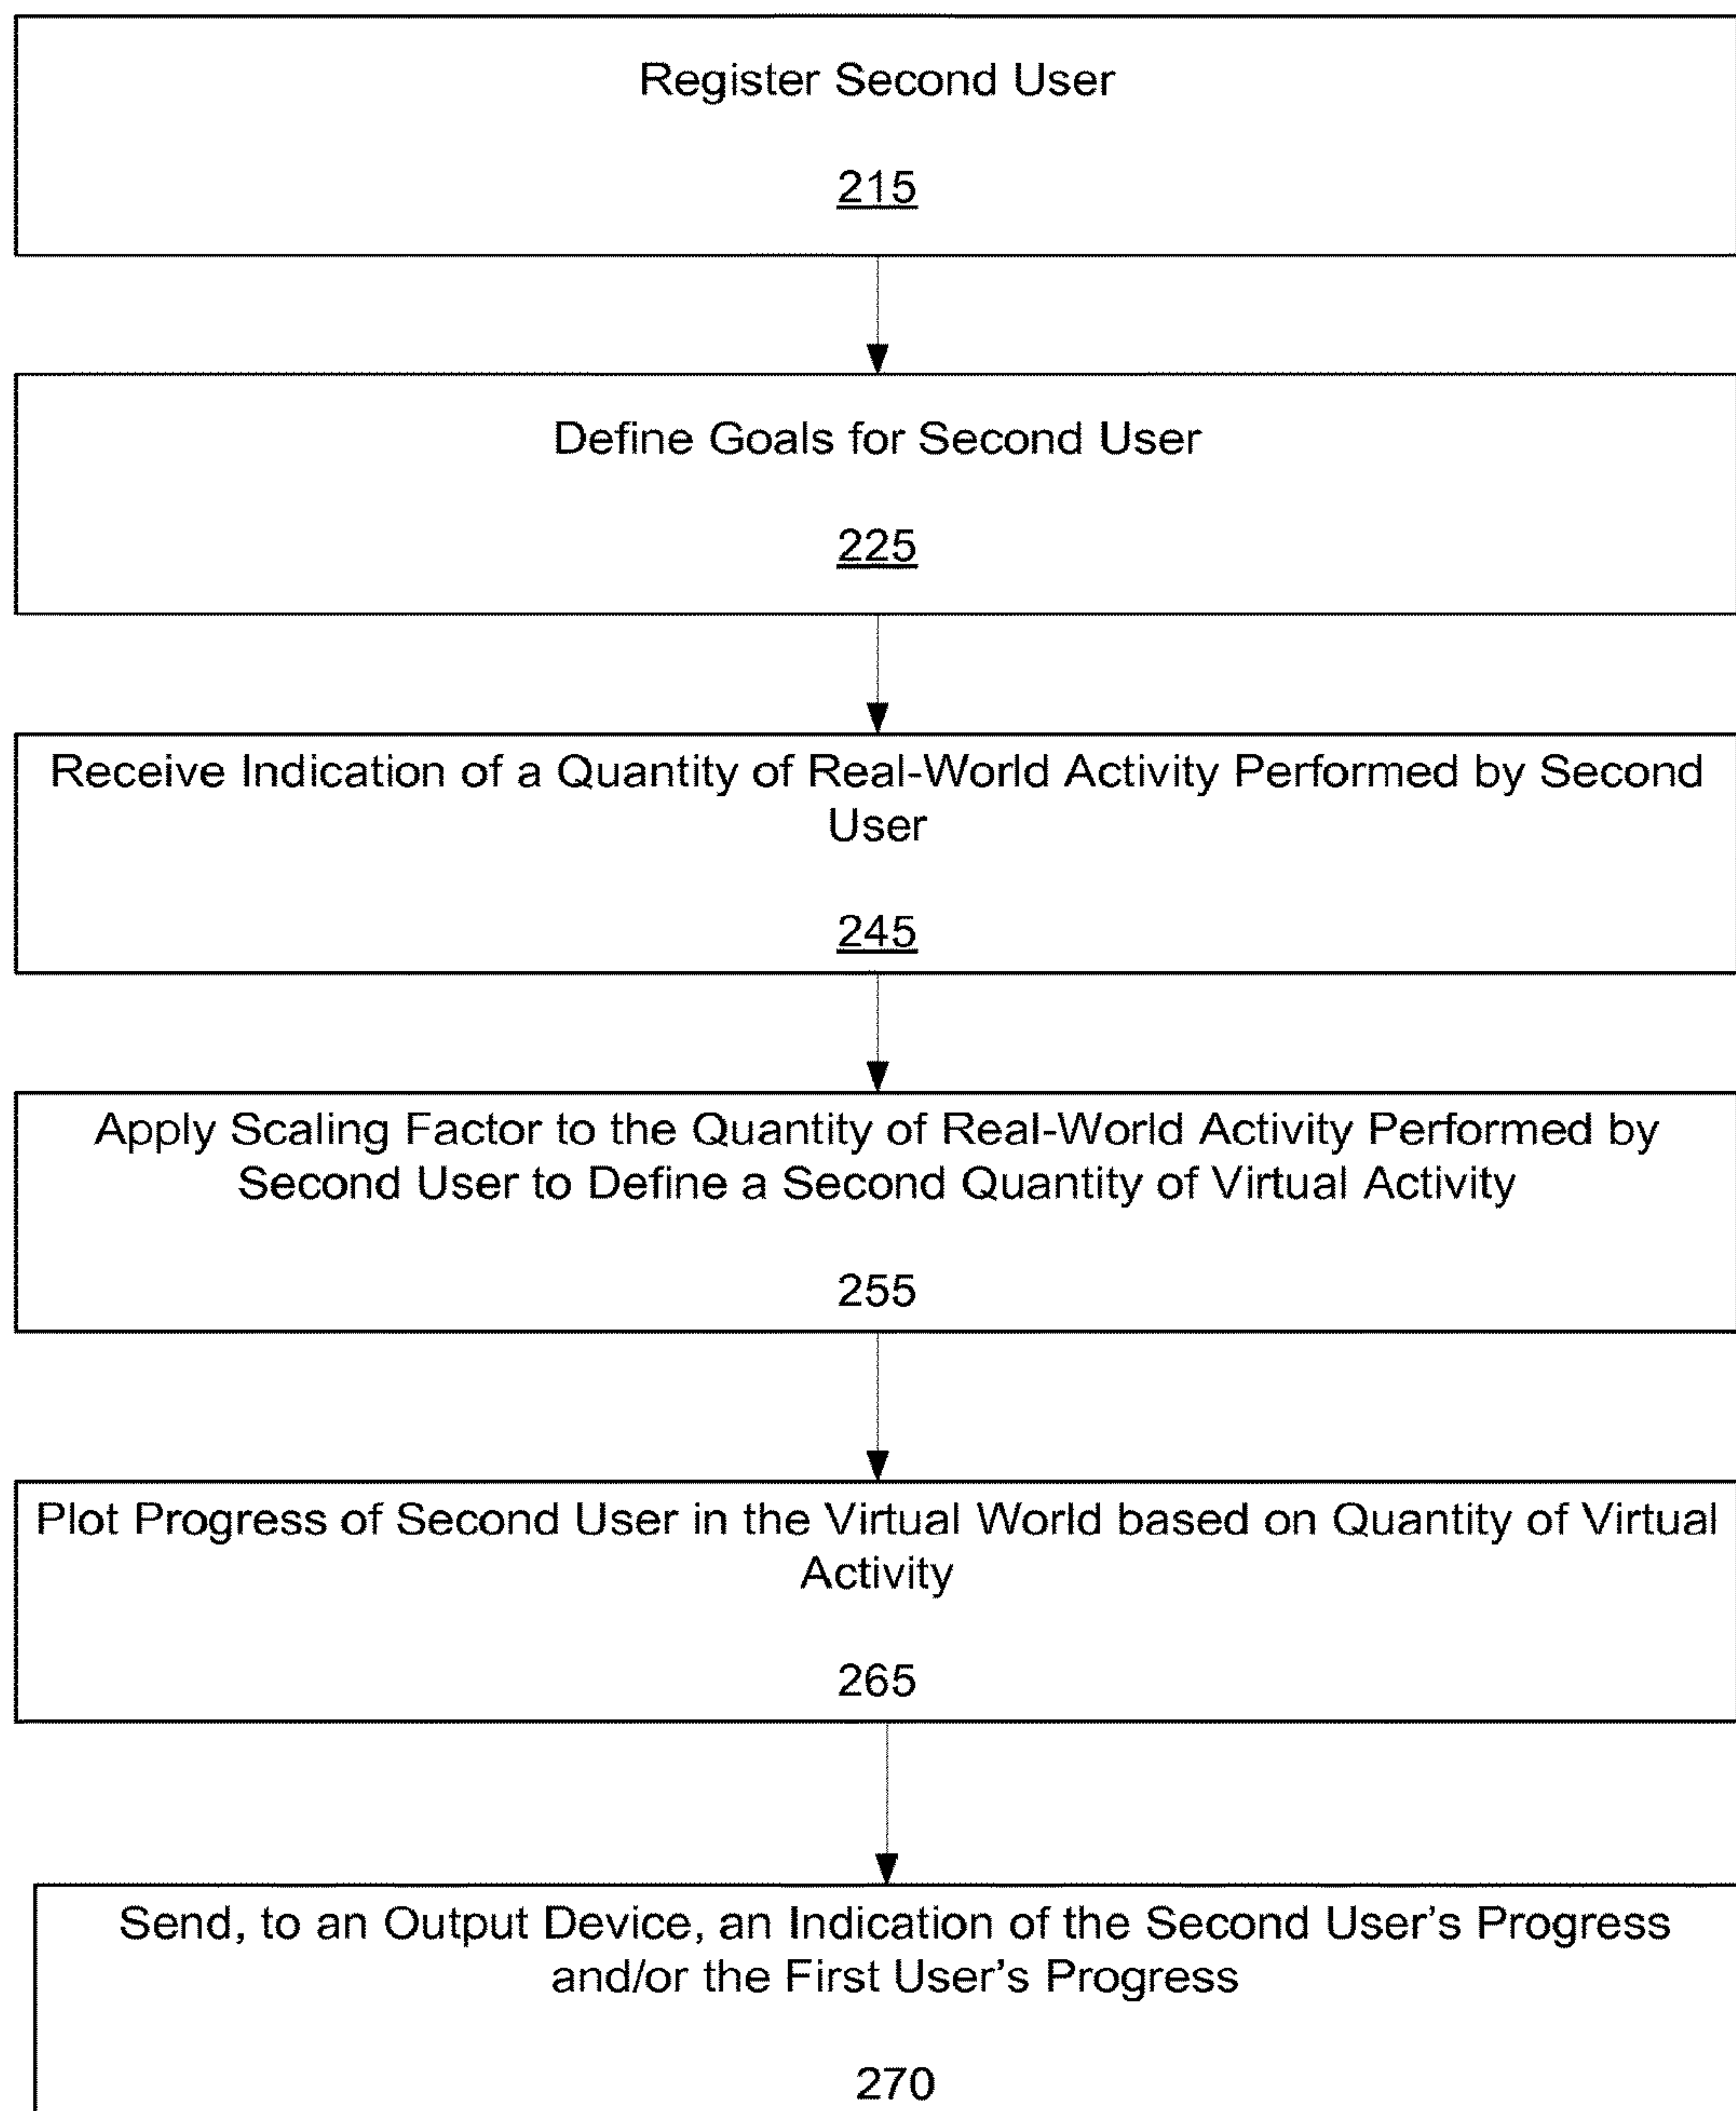 Register Second User
215
Define Goals for Second User
225
Receive Indication of a Quantity of Real-World Activity Performed by Second
User
245
Apply Scaling Factor to the Quantity of Real-World Activity Performed by
Second User to Define a Second Quantity of Virtual Activity
255
Plot Progress of Second User in the Virtual World based on Quantity of Virtual
Activity
265
Send, to an Output Device, an Indication of the Second User's Progress
and/or the First User's Progress
270